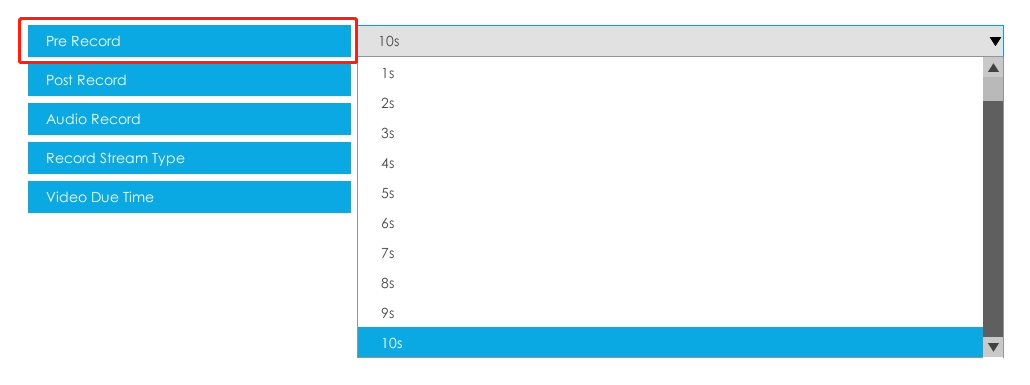 Pre Record
10s
Post Record
Audio Record
Record Stream Type
Video Due Time
1s
2s
3s
4s
5s
6s
7s
8s
9s
10s